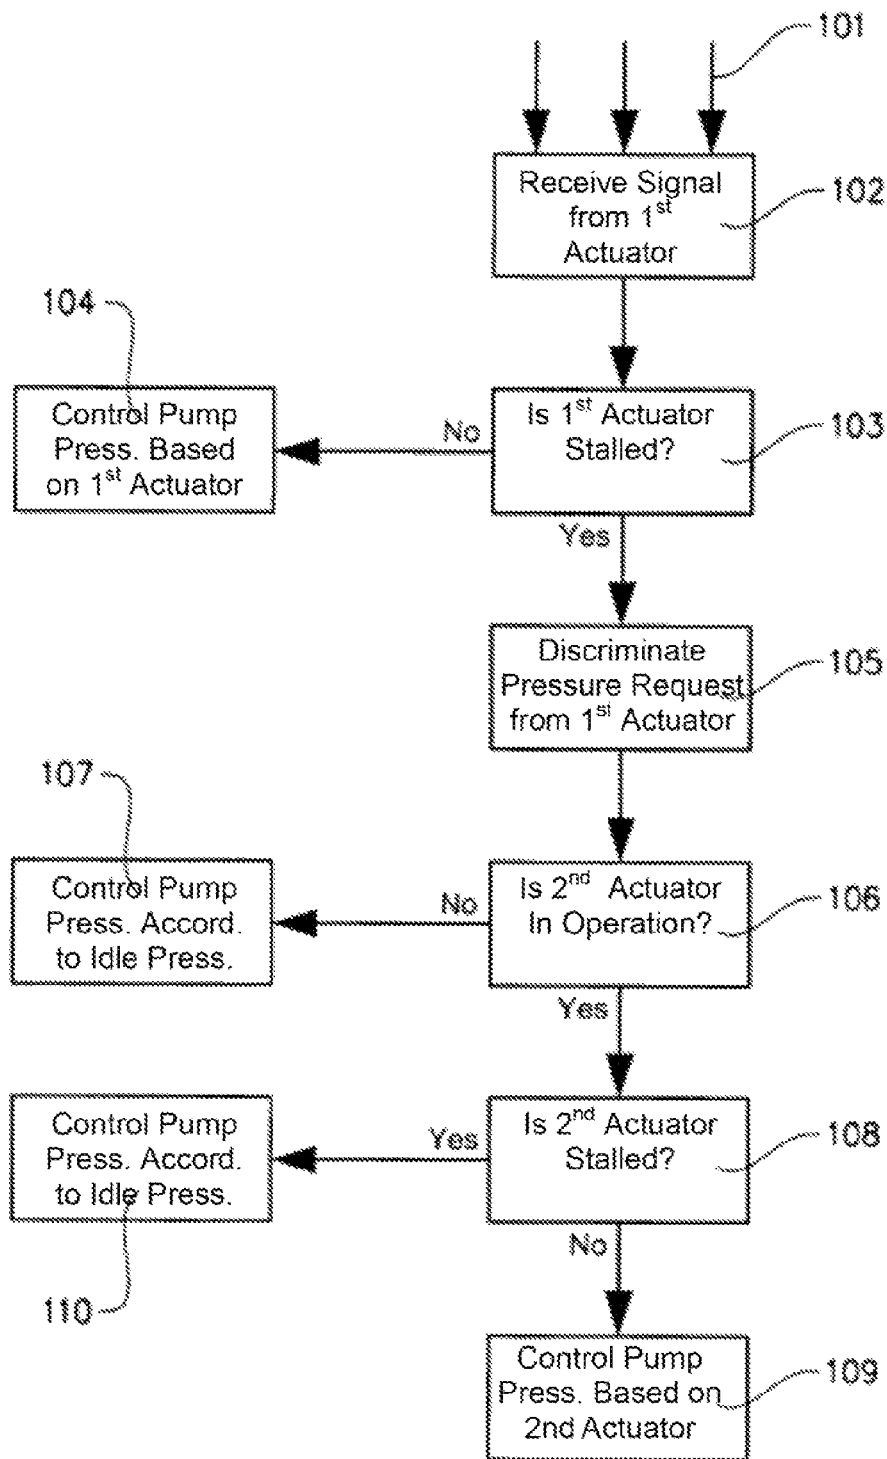 101
Receive Signal
from 1st
Actuator
102
104
Control Pump
Press. Based
on 1st Actuator
No
Is 1st Actuator
Stalled?
103
Yes
Discriminate
Pressure Request
from 1st Actuator
105
107
Control Pump
Press. Accord.
to Idle Press.
No
Is 2nd Actuator
In Operation?
106
Yes
Control Pump
Press. Accord.
to Idle Press.
110
Yes
Is 2nd Actuator
Stalled?
108
No
Control Pump
Press. Based on
2nd Actuator
109